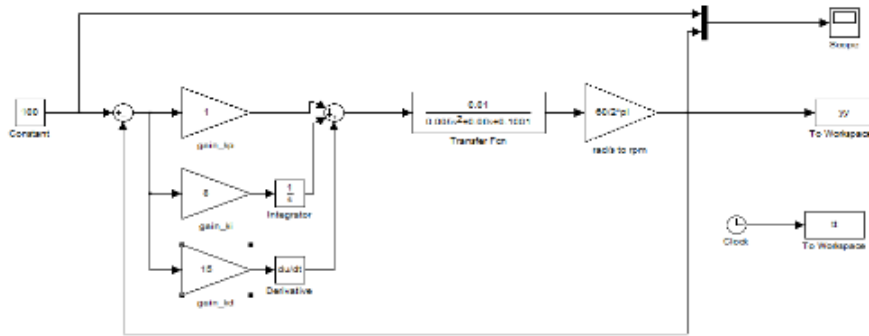 Scope
100
Constant
1
gain_kp
0.01
Transfer Fcn
60/2*pi
rad/s to rpm
yy
To Workspace
gain_ki
1
s
Integrator
Clock
tt
To Workspace
15
gain_kd
du/dt
Derivative